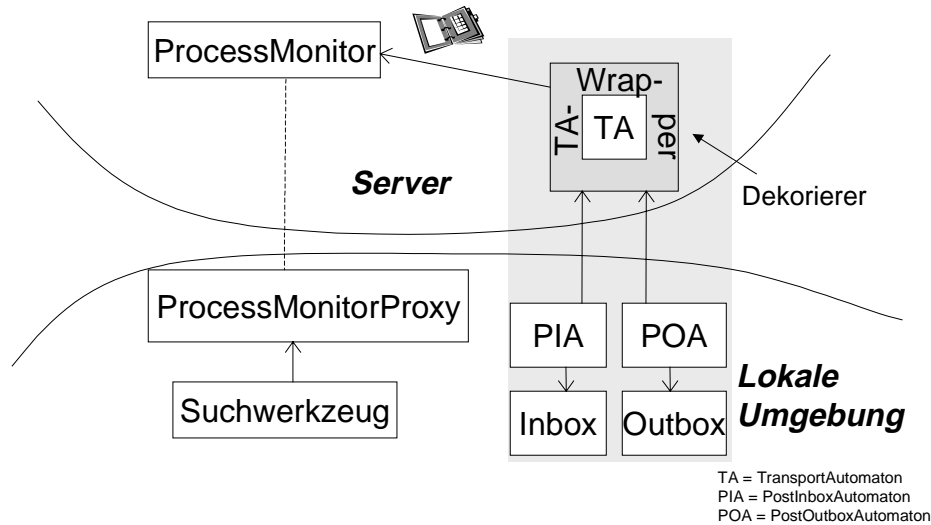 ProcessMonitor
Wrap-
TA-
TA
per
Server
Dekorierer
ProcessMonitorProxy
PIA
POA
Suchwerkzeug
Inbox
Outbox
Lokale
Umgebung
TA = TransportAutomaton
PIA = PostInboxAutomaton
POA = PostOutboxAutomaton